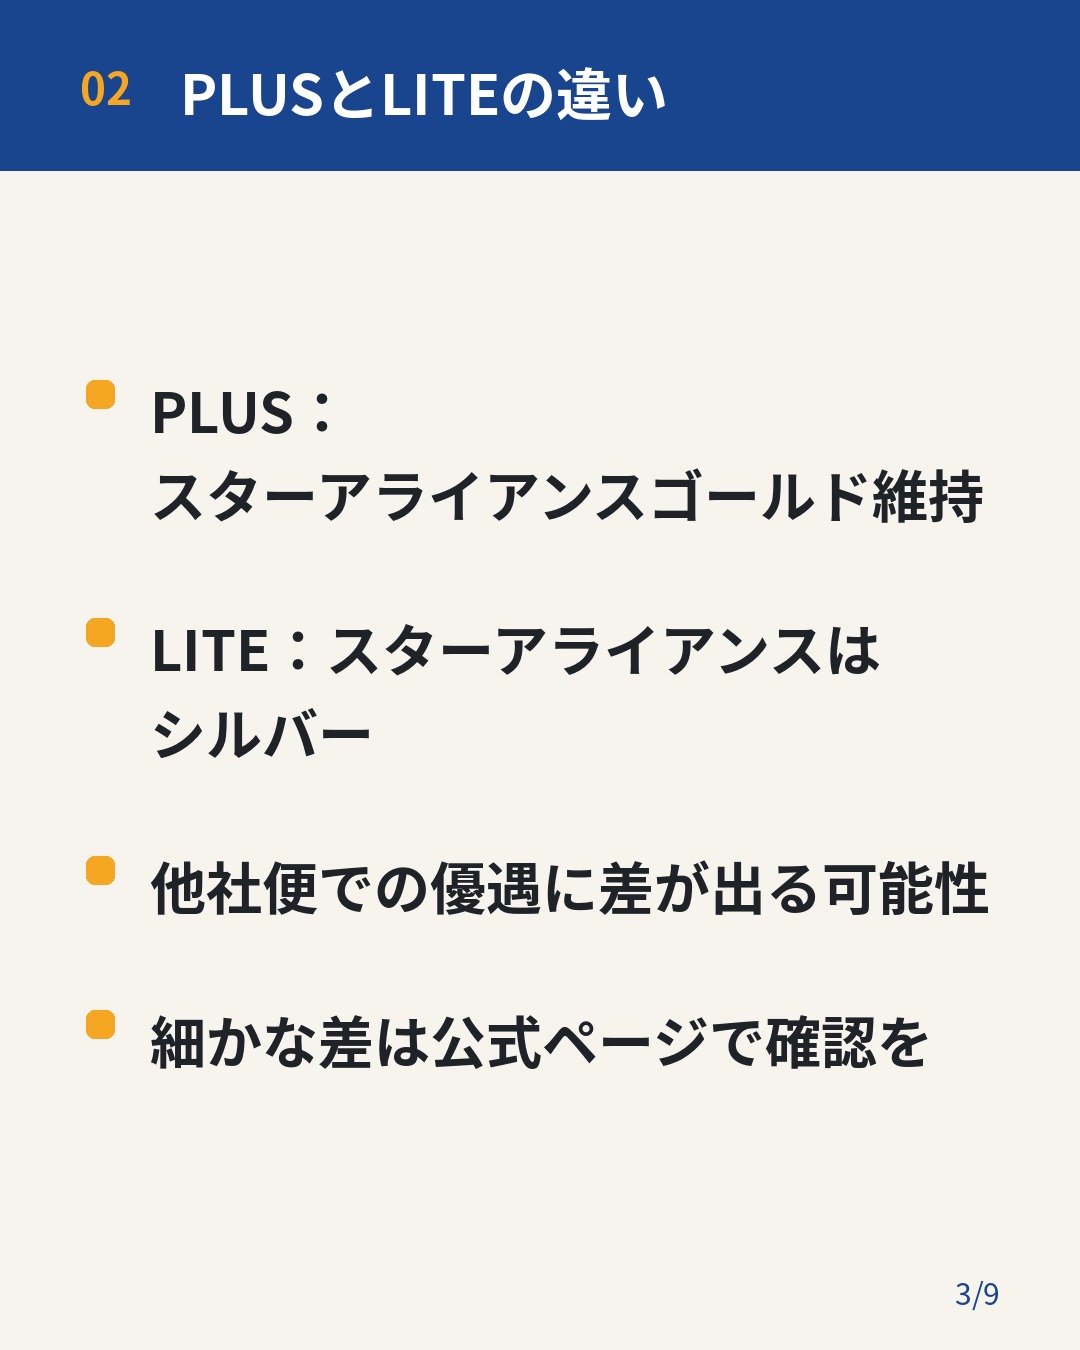 02 PLUSとLITEの違い
PLUS：
スターアライアンスゴールド維持
LITE：スターアライアンスは
シルバー
他社便での優遇に差が出る可能性
細かな差は公式ページで確認を
3/9